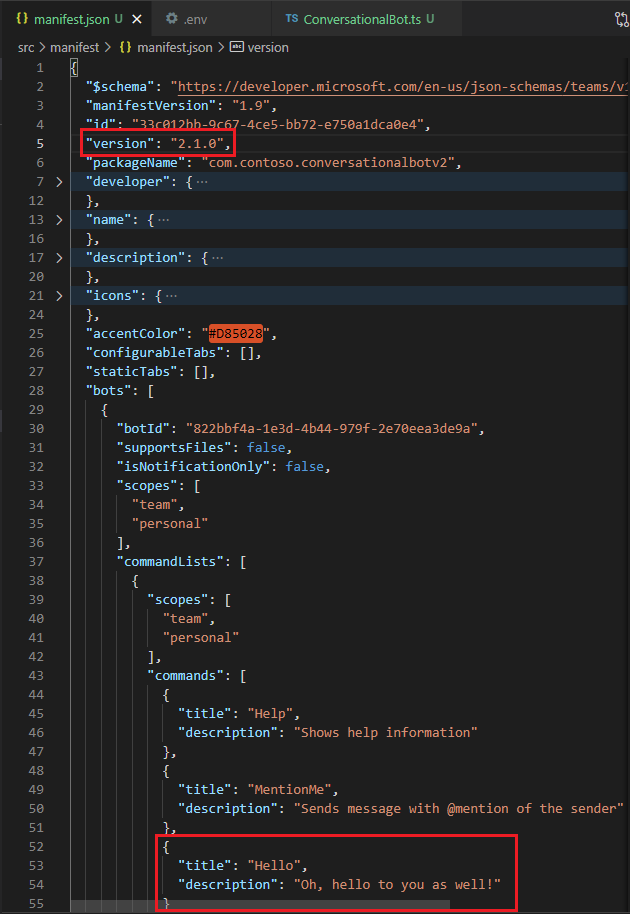 {} manifest.json U ×
.env
TS ConversationalBot.ts U
src > manifest > {} manifest.json > abc version
1 {
2 "$schema": "https://developer.microsoft.com/en-us/json-schemas/teams/v1
3 "manifestVersion": "1.9",
4 "id": "33c012bb-9c67-4ce5-bb72-e750a1dca0e4",
5 "version": "2.1.0",
6 "packageName": "com.contoso.conversationalbotv2",
7 > "developer": { ···
12 },
13 > "name": { ···
16 },
17 > "description": { ···
20 },
21 > "icons": { ···
24 },
25 "accentColor": "#D85028",
26 "configurableTabs": [],
27 "staticTabs": [],
28 "bots": [
29 {
30 "botId": "822bbf4a-1e3d-4b44-979f-2e70eea3de9a",
31 "supportsFiles": false,
32 "isNotificationOnly": false,
33 "scopes": [
34 "team",
35 "personal"
36 ],
37 "commandLists": [
38 {
39 "scopes": [
40 "team",
41 "personal"
42 ],
43 "commands": [
44 {
45 "title": "Help",
46 "description": "Shows help information"
47 },
48 {
49 "title": "MentionMe",
50 "description": "Sends message with @mention of the sender"
51 },
52 {
53 "title": "Hello",
54 "description": "Oh, hello to you as well!"
55 }